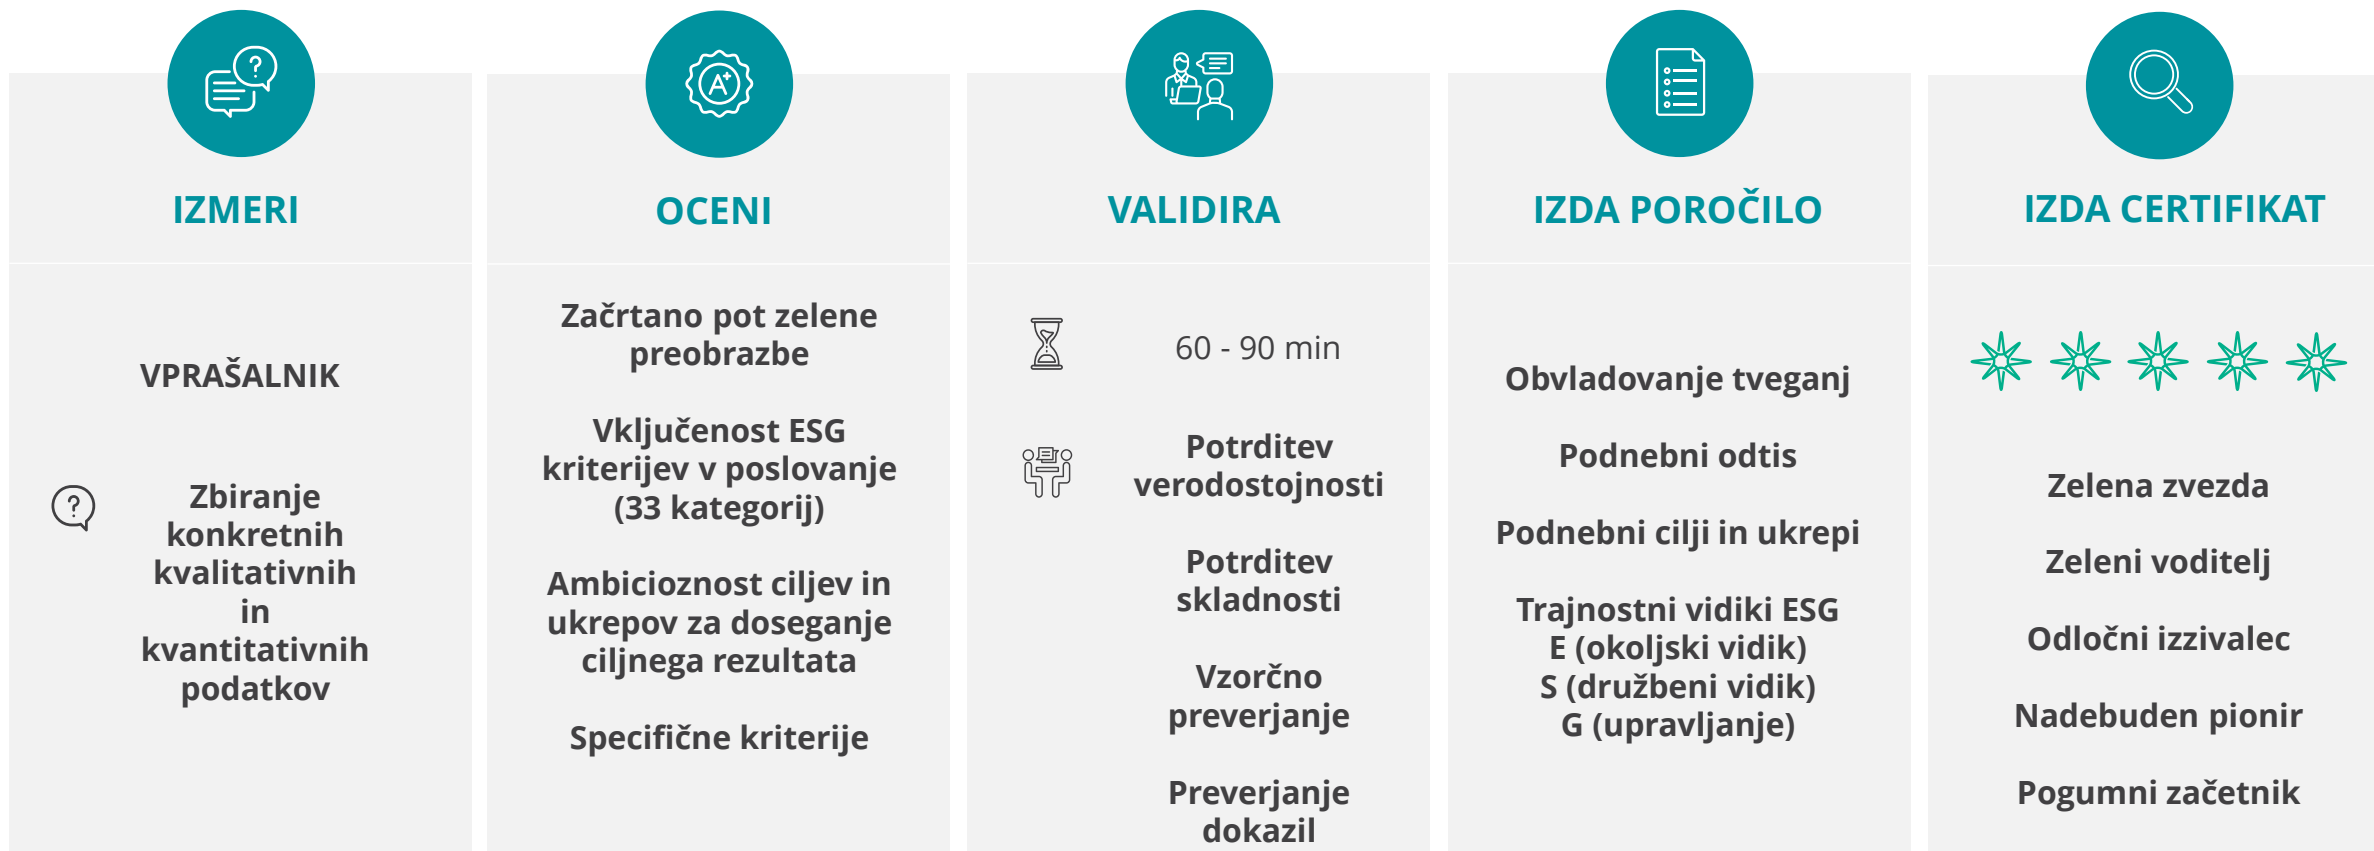 IZMERI
VPRAŠALNIK
Zbiranje
konkretnih
kvalitativnih
in
kvantitativnih
podatkov
OCENI
Začrtano pot zelene
preobrazbe
Vključenost ESG
kriterijev v poslovanje
(33 kategorij)
Ambicioznost ciljev in
ukrepov za doseganje
ciljnega rezultata
Specifične kriterije
VALIDIRA
60 - 90 min
Potrditev
verodostojnosti
Potrditev
skladnosti
Vzorčno
preverjanje
Preverjanje
dokazil
IZDA POROČILO
Obvladovanje tveganj
Podnebni odtis
Podnebni cilji in ukrepi
Trajnostni vidiki ESG
E (okoljski vidik)
S (družbeni vidik)
G (upravljanje)
IZDA CERTIFIKAT
Zelena zvezda
Zeleni voditelj
Odločni izzivalec
Nadebuden pionir
Pogumni začetnik